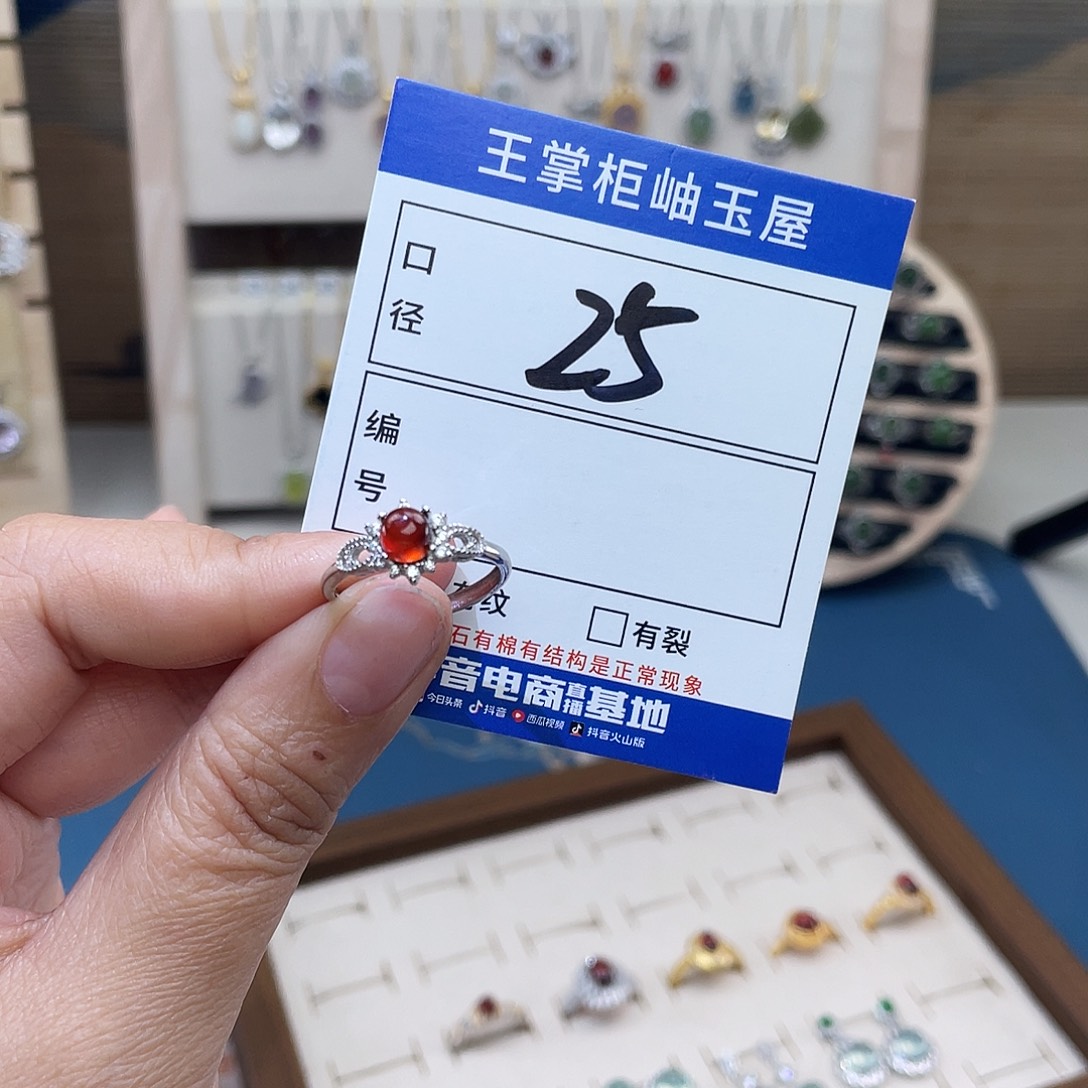 王掌柜岫玉屋
口径
25
编号
纹
有裂
石有棉有结构是正常现象
音电商直播基地
今日头条 抖音 西瓜视频 抖音火山版